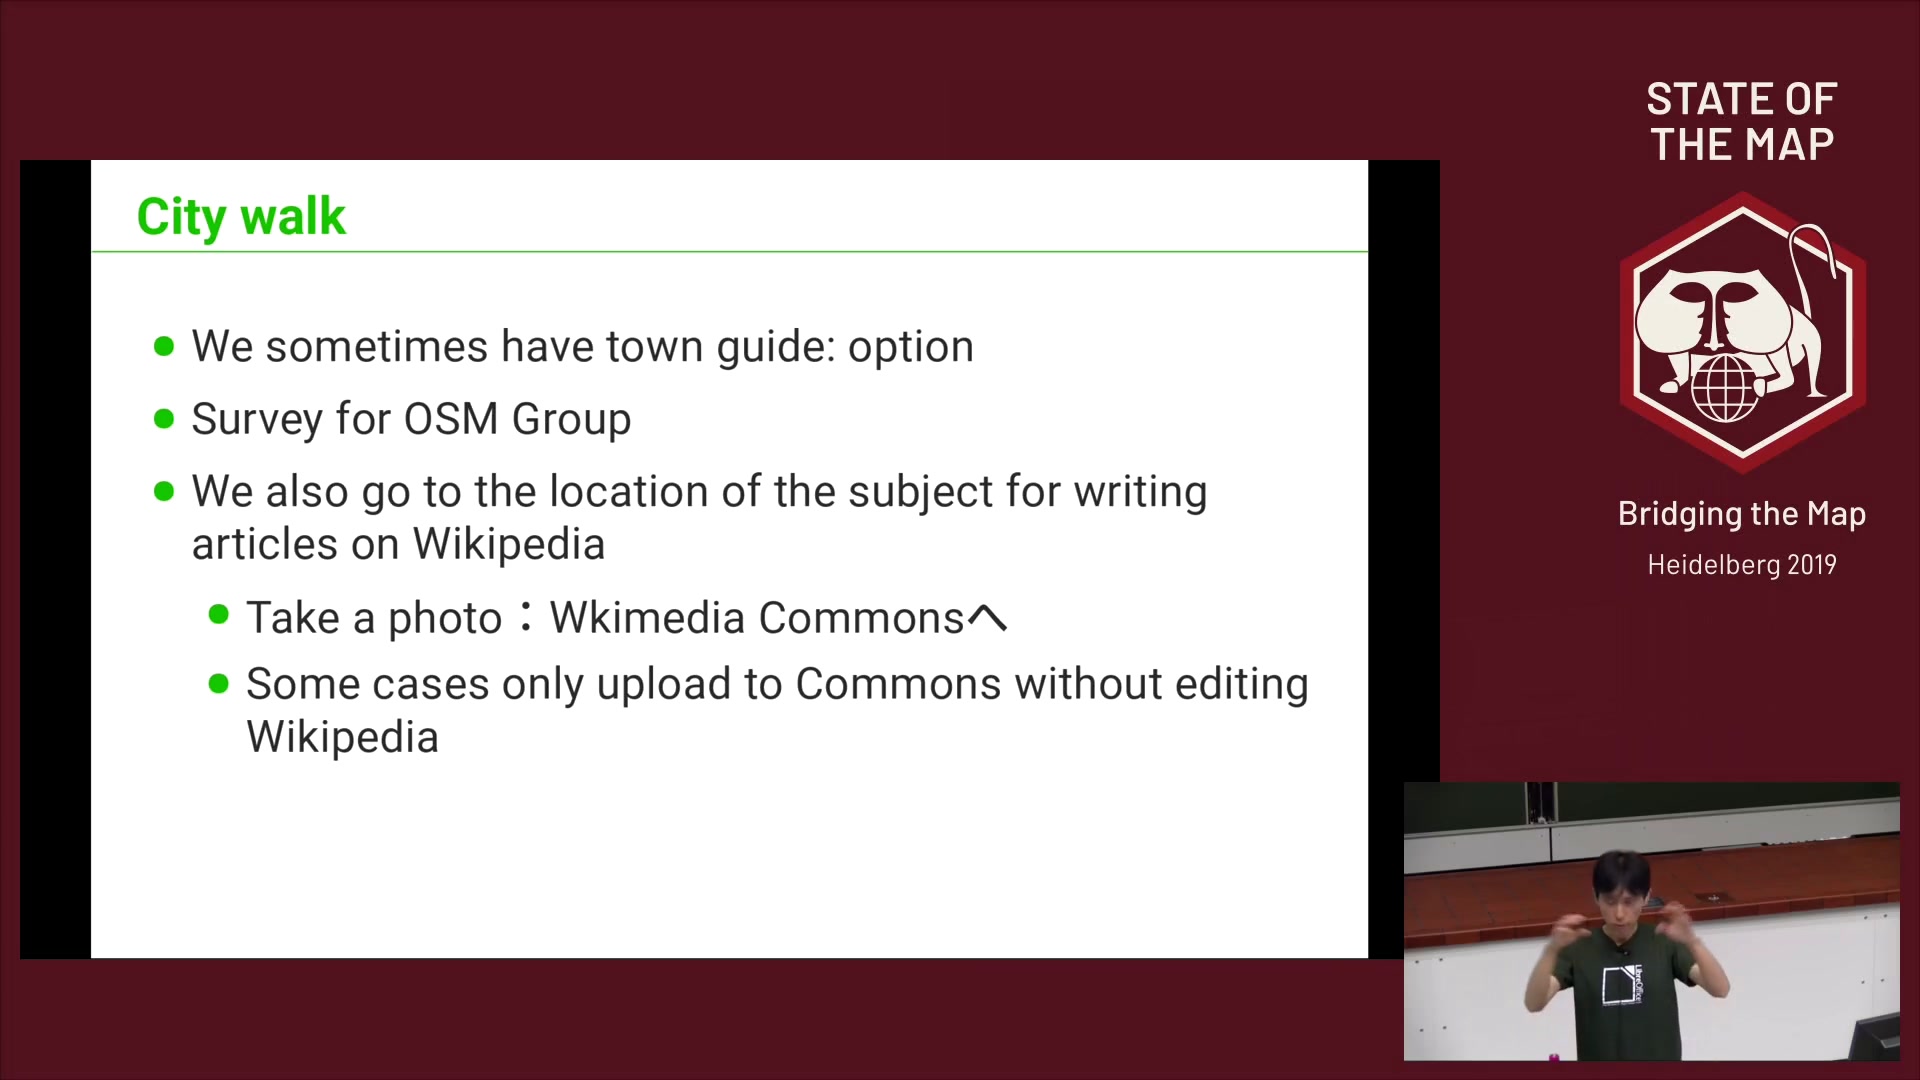 STATE OF
THE MAP
City walk
We sometimes have town guide: option
Survey for OSM Group
We also go to the location of the subject for writing
articles on Wikipedia
Take a photo：Wkimedia Commonsへ
Some cases only upload to Commons without editing
Wikipedia
Bridging the Map
Heidelberg 2019
LibreOffice